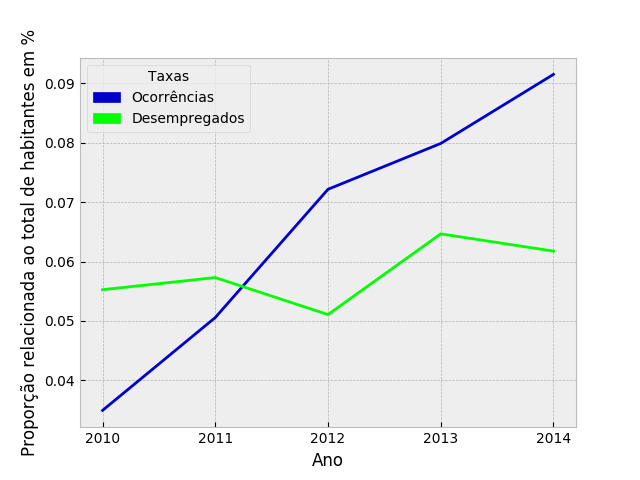 Proporção relacionada ao total de habitantes em %
0.09
0.08
0.07
0.06
0.05
0.04
Taxas
Ocorrências
Desempregados
2010 2011 2012 2013 2014
Ano